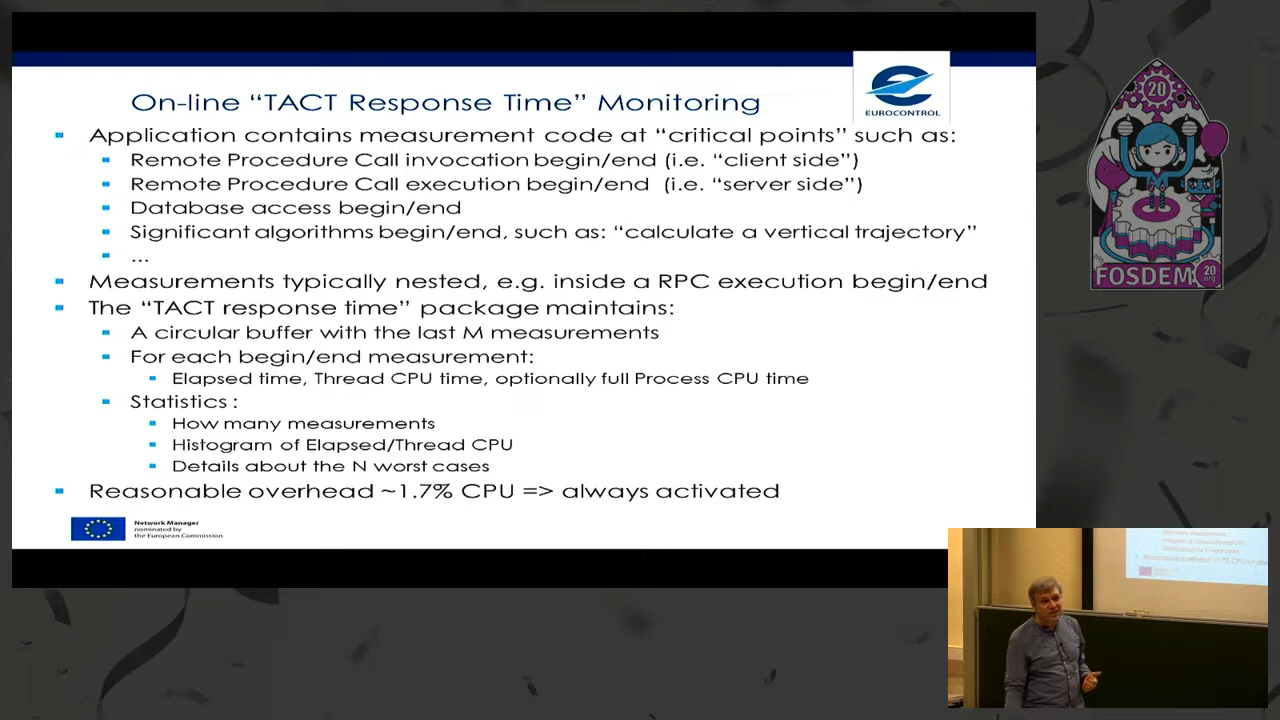 On-line “TACT Response Time” Monitoring
EUROCONTROL
Application contains measurement code at “critical points” such as:
Remote Procedure Call invocation begin/end (i.e. “client side”)
Remote Procedure Call execution begin/end (i.e. “server side”)
Database access begin/end
Significant algorithms begin/end, such as: “calculate a vertical trajectory”
...
Measurements typically nested, e.g. inside a RPC execution begin/end
The “TACT response time” package maintains:
A circular buffer with the last M measurements
For each begin/end measurement:
Elapsed time, Thread CPU time, optionally full Process CPU time
Statistics :
How many measurements
Histogram of Elapsed/Thread CPU
Details about the N worst cases
Reasonable overhead ~1.7% CPU => always activated
Network Manager
nominated by
the European Commission
20
FOSDEM 20
.org